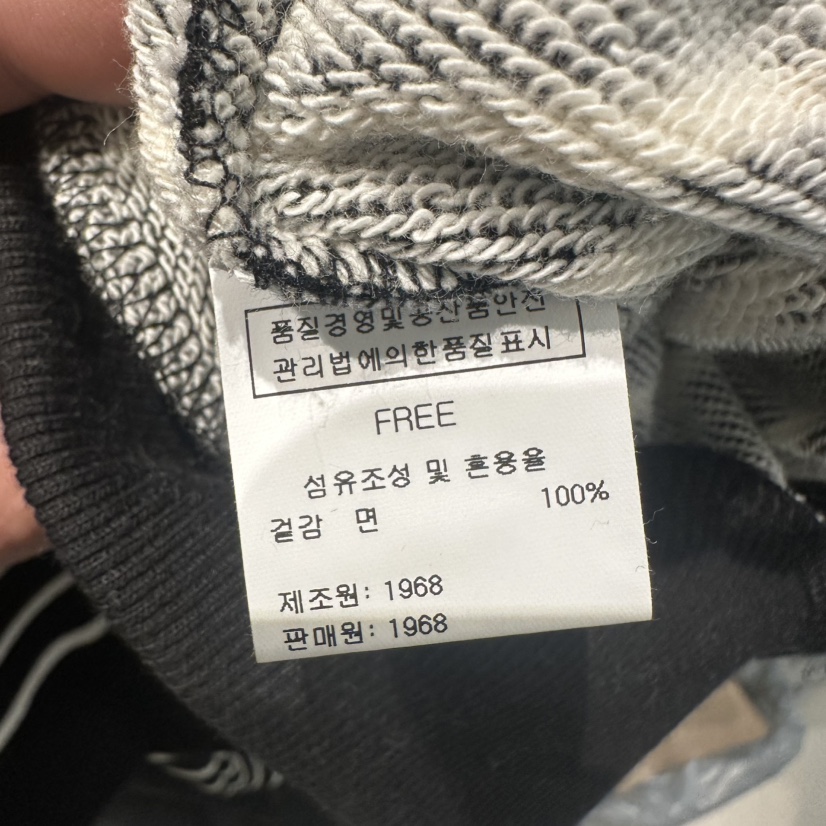 품질경영및공산품안전
관리법에의한품질표시
FREE
섬유조성 및 혼용율
100%
겉감 면
제조원: 1968
판매원: 1968